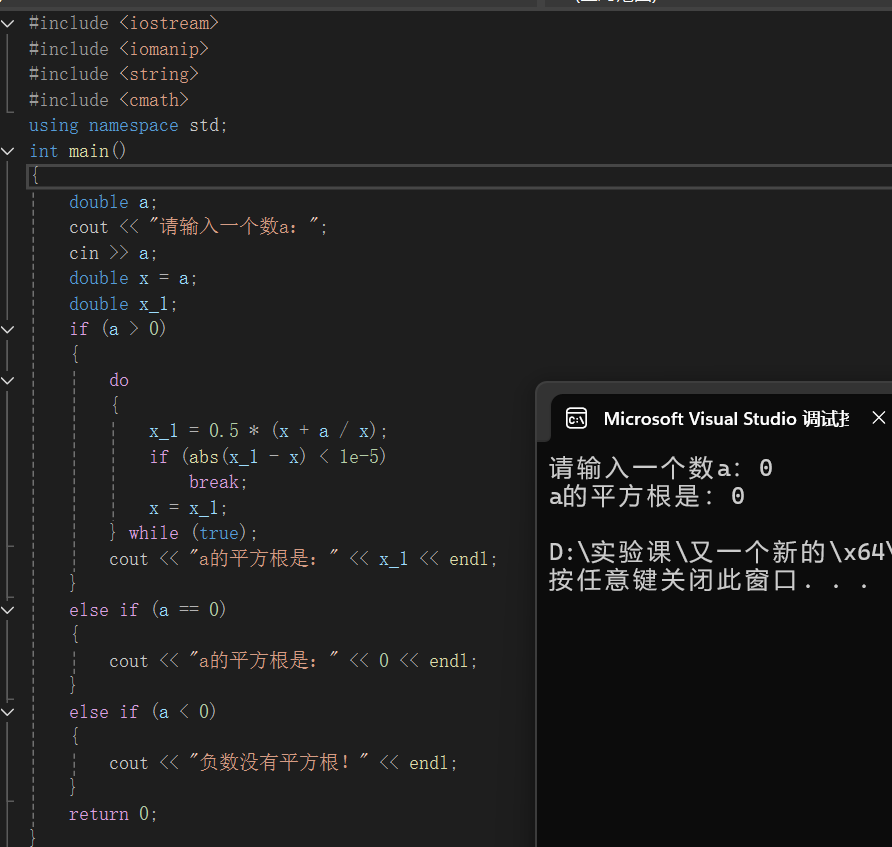 #include <iostream>
#include <iomanip>
#include <string>
#include <cmath>
using namespace std;
int main()
{
double a;
cout << "请输入一个数a：";
cin >> a;
double x = a;
double x_1;
if (a > 0)
{
do
{
x_1 = 0.5 * (x + a / x);
if (abs(x_1 - x) < 1e-5)
break;
x = x_1;
} while (true);
cout << "a的平方根是：" << x_1 << endl;
}
else if (a == 0)
{
cout << "a的平方根是：" << 0 << endl;
}
else if (a < 0)
{
cout << "负数没有平方根！" << endl;
}
return 0;
}
Microsoft Visual Studio 调试控
请输入一个数a：0
a的平方根是：0
D:\实验课\又一个新的\x64\
按任意键关闭此窗口. . .